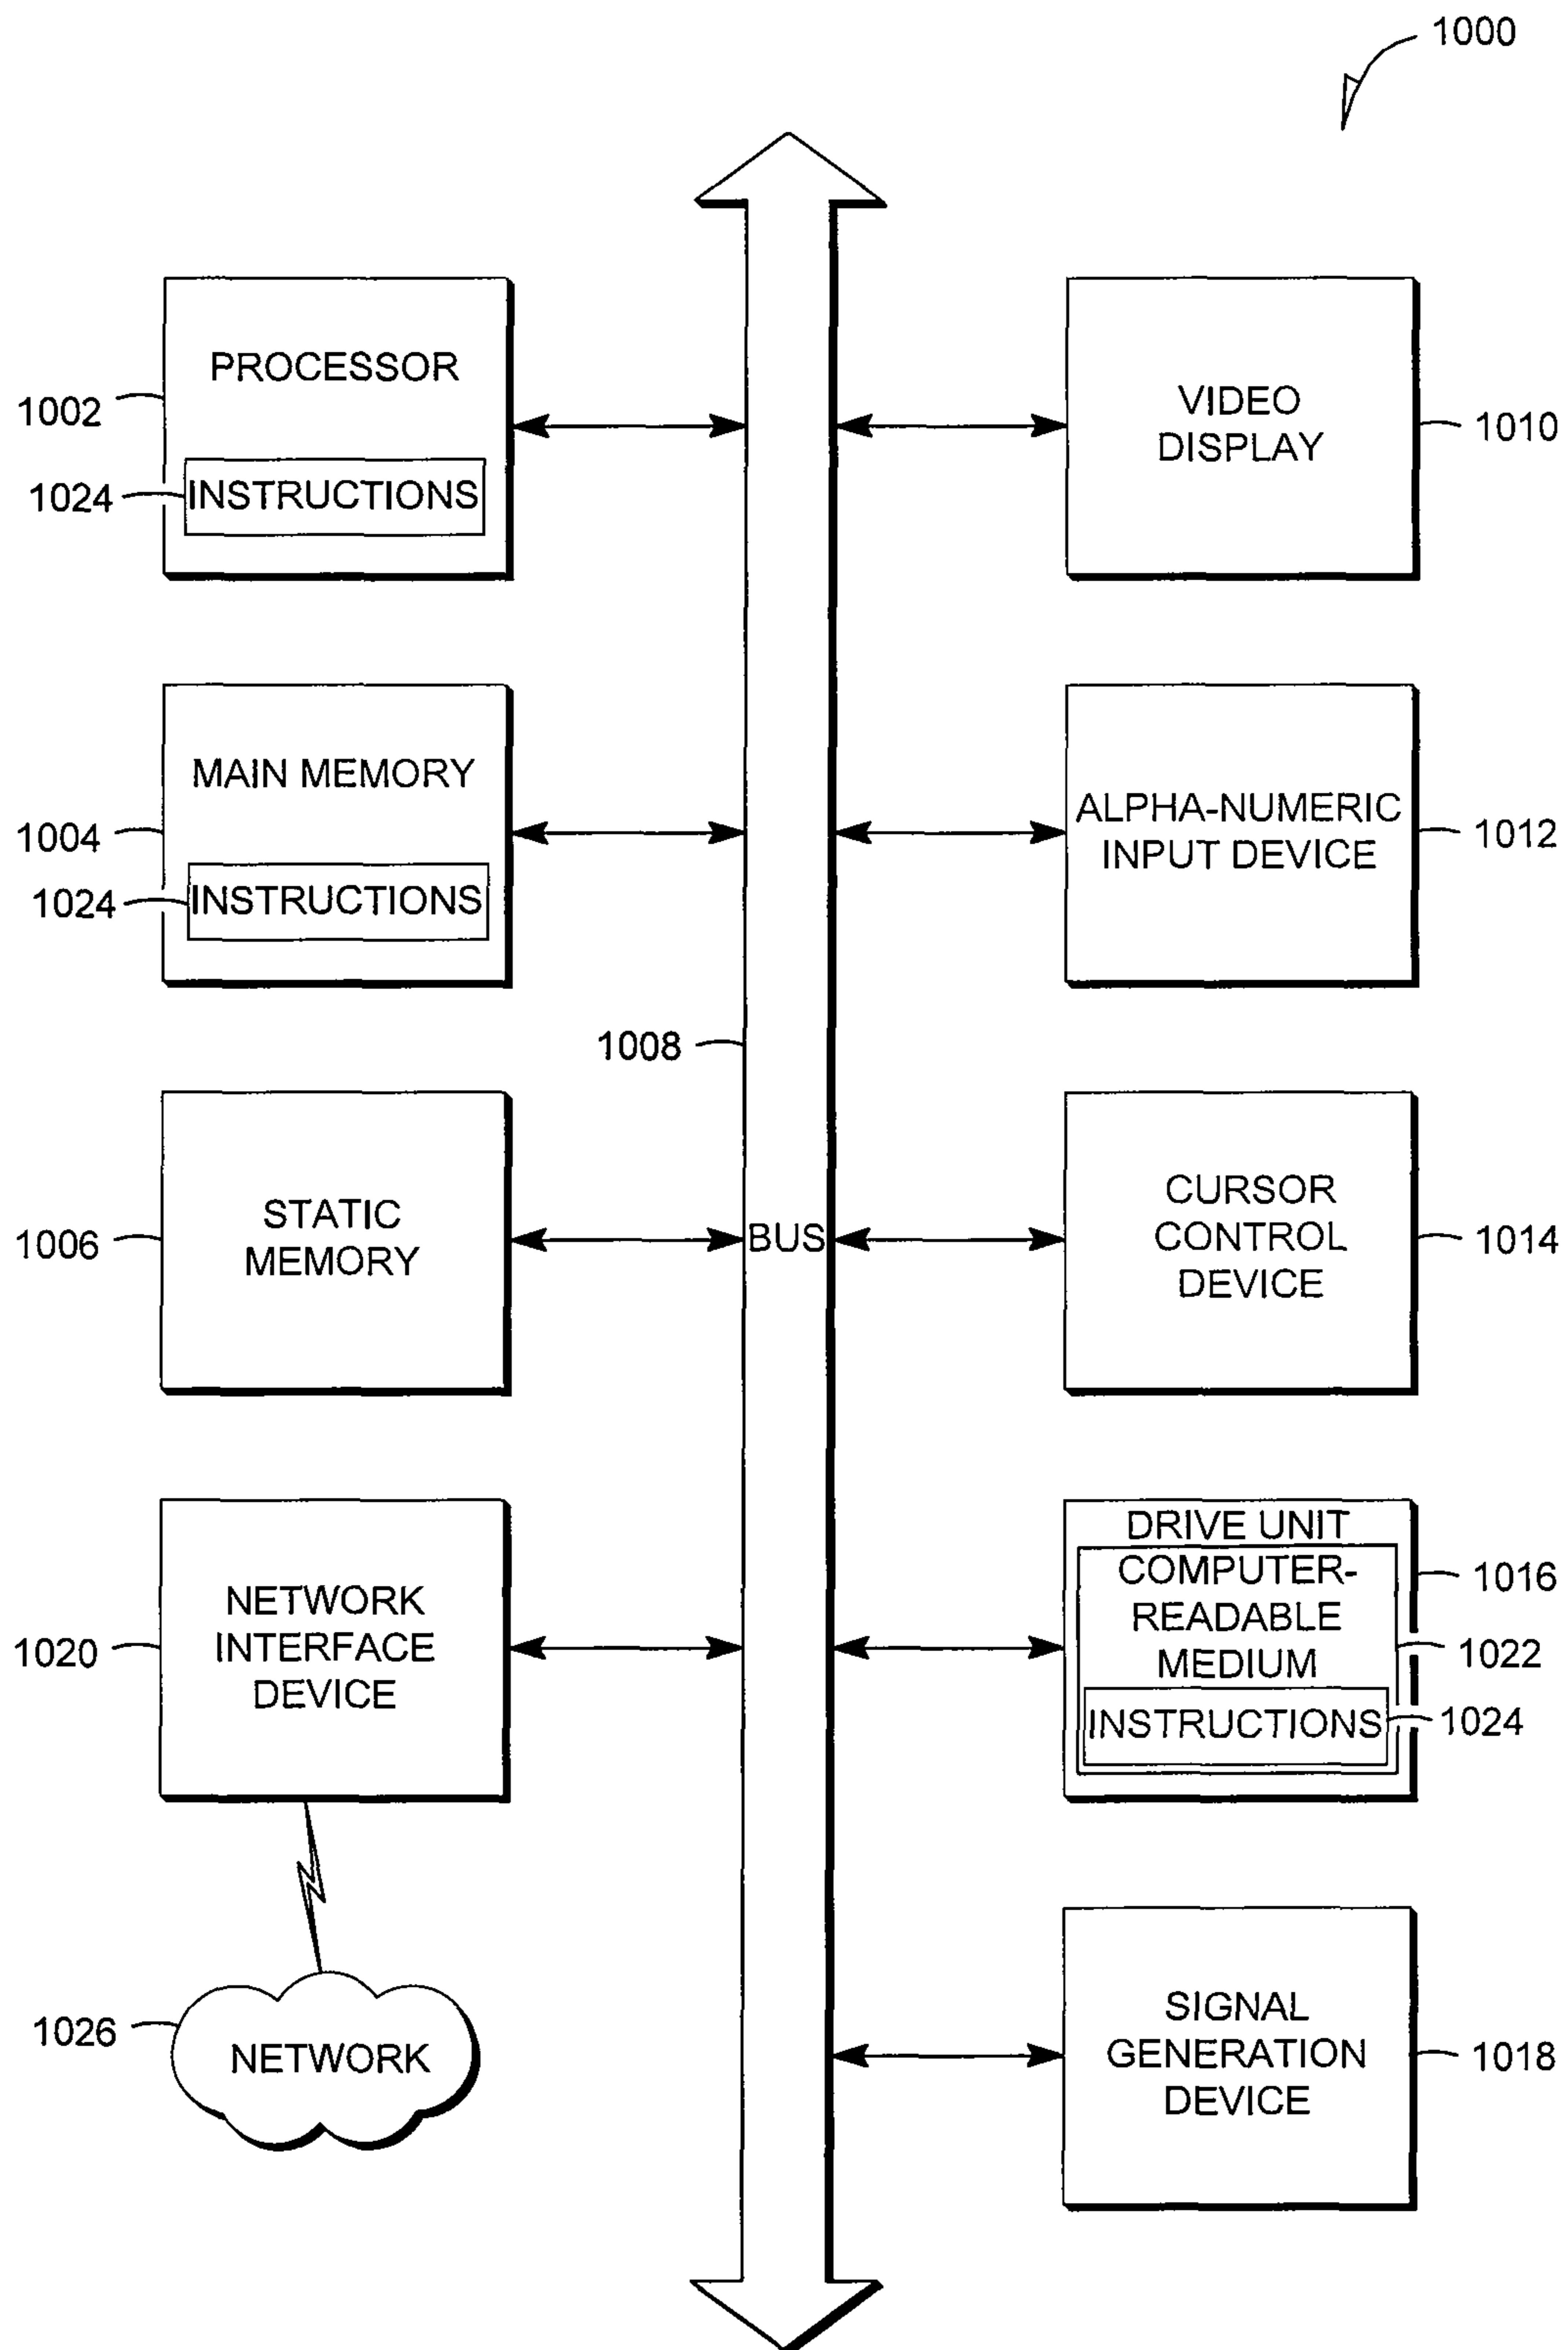 1000
PROCESSOR
1002
1024
INSTRUCTIONS
VIDEO
DISPLAY
1010
MAIN MEMORY
1004
1024
INSTRUCTIONS
ALPHA-NUMERIC
INPUT DEVICE
1012
1008
STATIC
MEMORY
1006
BUS
CURSOR
CONTROL
DEVICE
1014
NETWORK
INTERFACE
DEVICE
1020
DRIVE UNIT
COMPUTER-
READABLE
MEDIUM
INSTRUCTIONS
1016
1022
1024
1026
NETWORK
SIGNAL
GENERATION
DEVICE
1018